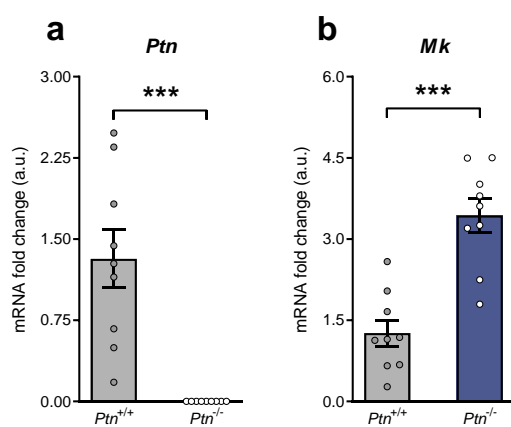 a
Ptn
mRNA fold change (a.u.)
3.00
2.25
1.50
0.75
0.00
***
Ptn+/+
Ptn-/-
b
Mk
mRNA fold change (a.u.)
6.0
4.5
3.0
1.5
0.0
***
Ptn+/+
Ptn-/-